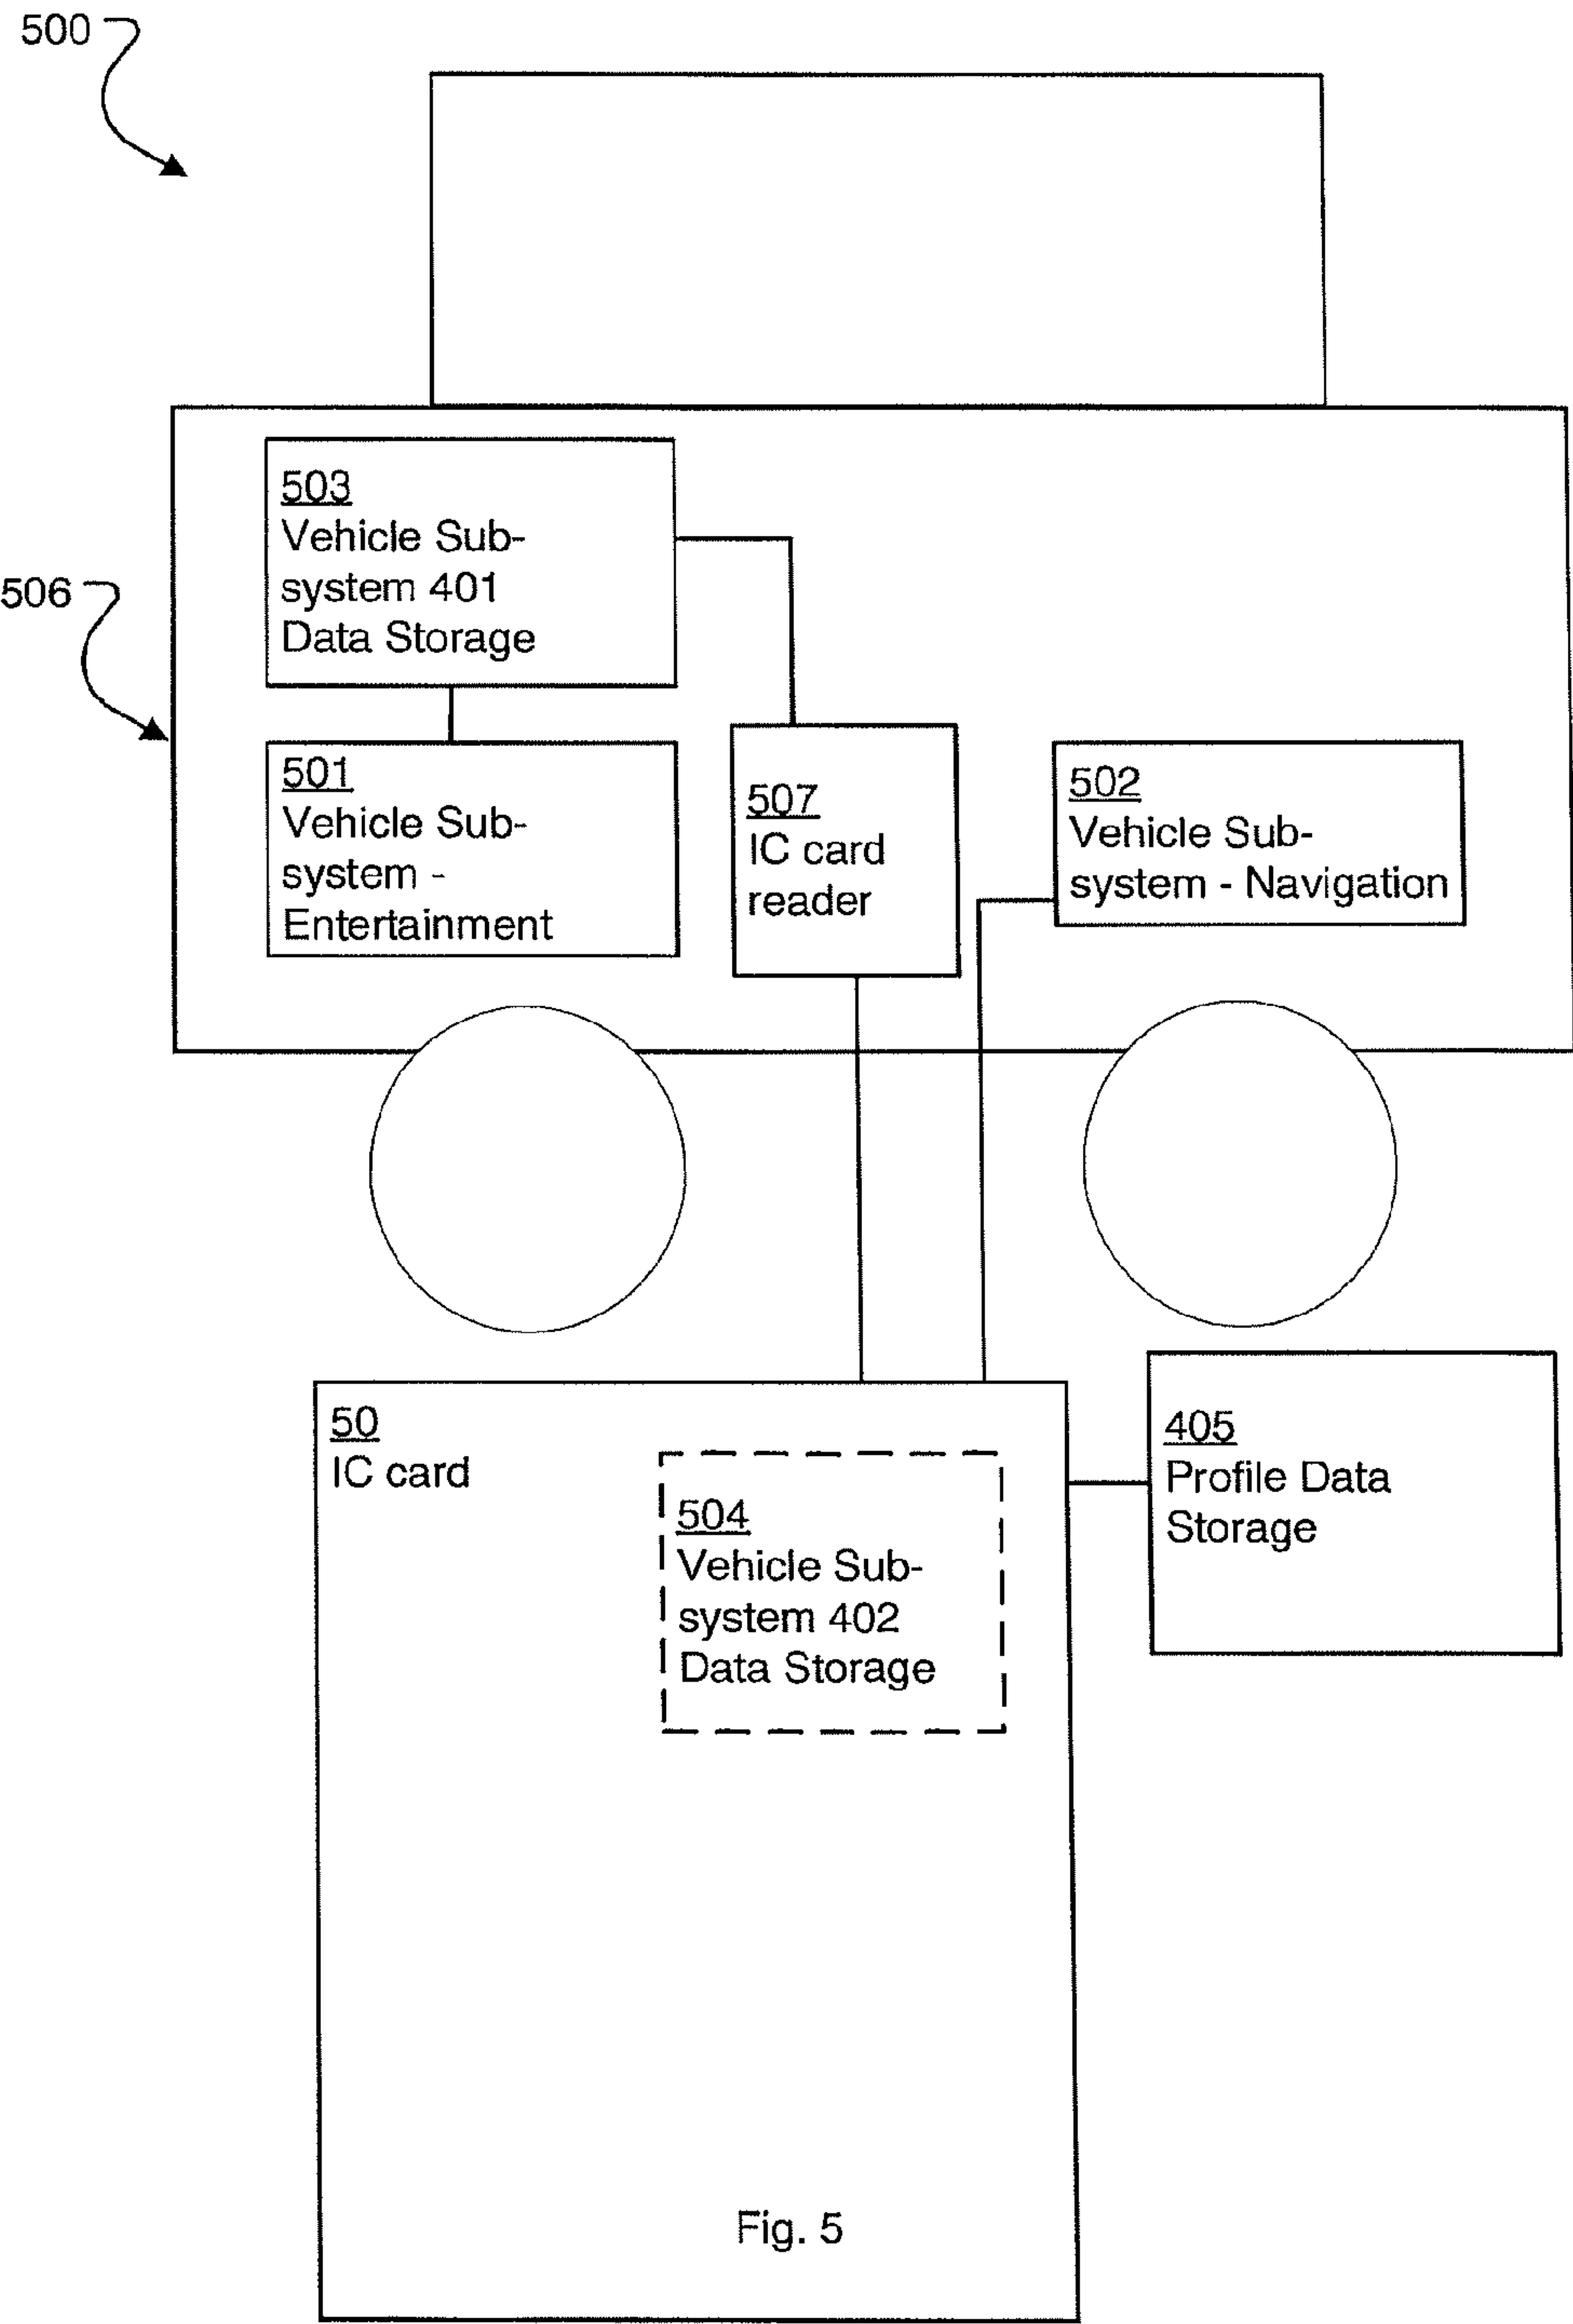 500
503
Vehicle Sub-
system 401
Data Storage
506
501
Vehicle Sub-
system -
Entertainment
507
IC card
reader
502
Vehicle Sub-
system - Navigation
50
IC card
504
Vehicle Sub-
system 402
Data Storage
405
Profile Data
Storage
Fig. 5